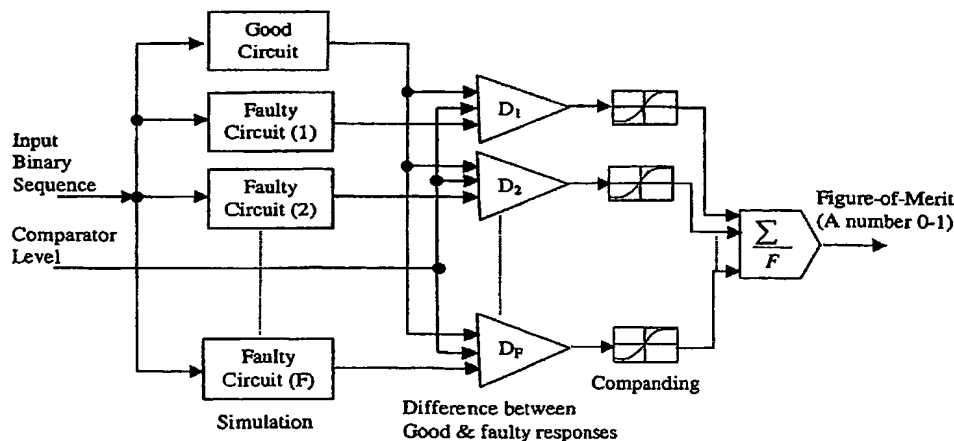 Good
Circuit
Faulty
Circuit (1)
D1
Input
Binary
Sequence
Faulty
Circuit (2)
D2
Figure-of-Merit
(A number 0-1)
Comparator
Level
Σ
F
Faulty
Circuit (F)
DF
Companding
Simulation
Difference between
Good & faulty responses